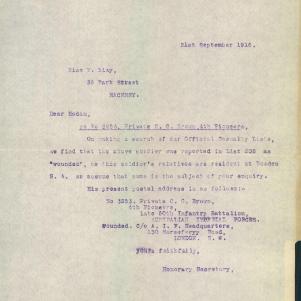 21st September 1916.
Miss
35 Park Street
HACKNEY.
Dear Madam,
re No 3253, Private C. C. Brown, 4th Pioneers,
On making a search of our Official Casualty Lists,
we find that the above soldier was reported in List 208 as
"wounded", as this soldier's relatives are resident at
S. A. we assume that same is the subject of your enquiry.
His present postal address is as follows:-
No 3253. Private C. C. Brown,
4th Pioneers,
Late 50th Infantry Battalion,
AUSTRALIAN IMPERIAL FORCES.
Wounded. C/o A. I. F. Headquarters,
130 Horseferry Road,
LONDON. S. W.
Yours faithfully,
Honorary Secretary,